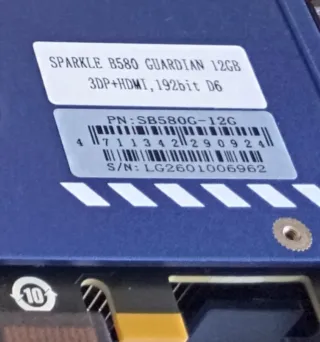 SPARKLE B580 GUARDIAN 12GB
3DP+HDMI,192bit D6
PN:SB580G-12G
4 711342 290924
S/N:LG2601006962
10